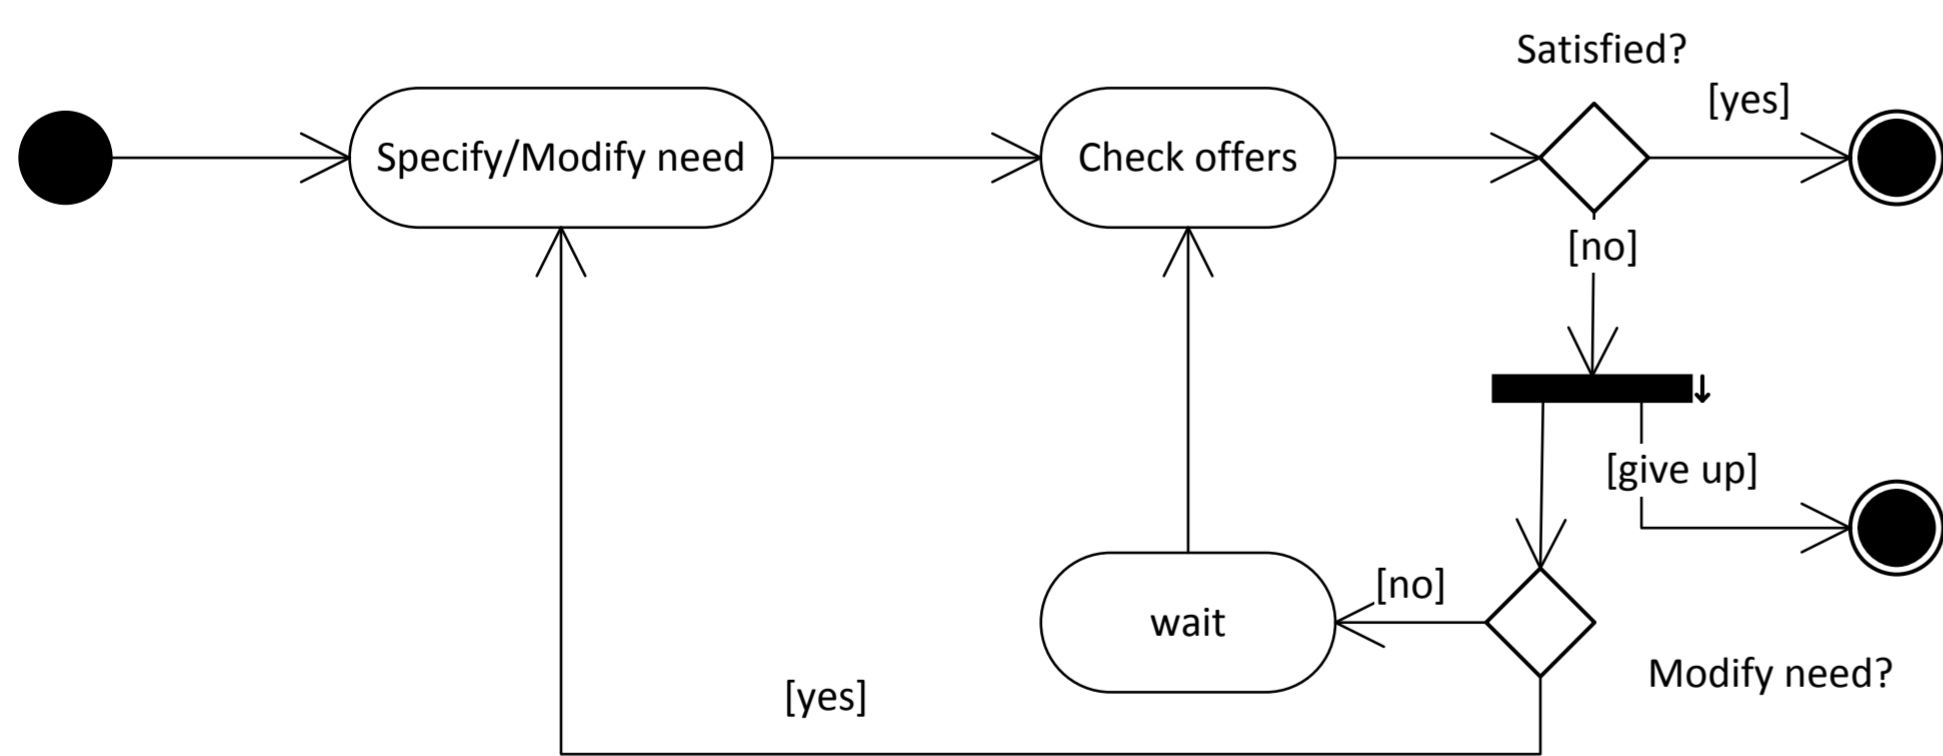 Satisfied?
[yes]
Specify/Modify need
Check offers
[no]
[give up]
[no]
wait
Modify need?
[yes]